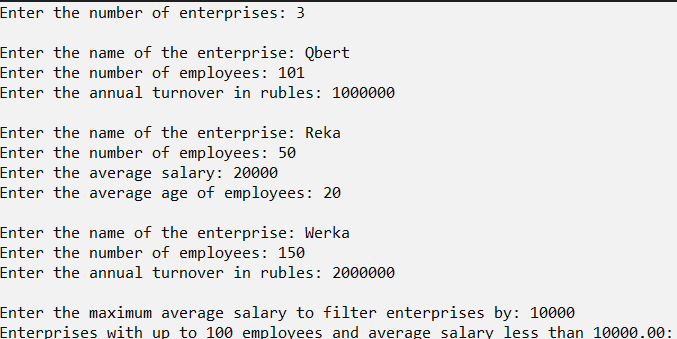 Enter the number of enterprises: 3
Enter the name of the enterprise: Qbert
Enter the number of employees: 101
Enter the annual turnover in rubles: 1000000
Enter the name of the enterprise: Reka
Enter the number of employees: 50
Enter the average salary: 20000
Enter the average age of employees: 20
Enter the name of the enterprise: Werka
Enter the number of employees: 150
Enter the annual turnover in rubles: 2000000
Enter the maximum average salary to filter enterprises by: 10000
Enterprises with up to 100 employees and average salary less than 10000.00: